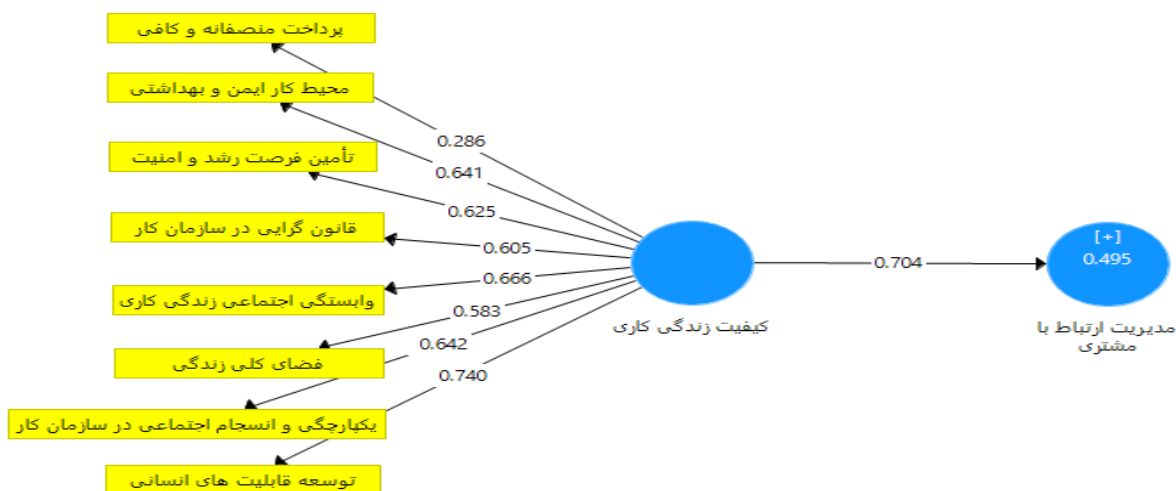 پرداخت منصفانه و کافی
محیط کار ایمن و بهداشتی
تأمین فرصت رشد و امنیت
قانون گرایی در سازمان کار
وابستگی اجتماعی زندگی کاری
فضای کلی زندگی
یکپارچگی و انسجام اجتماعی در سازمان کار
توسعه قابلیت های انسانی
0.286
0.641
0.625
0.605
0.666
0.583
0.642
0.740
کیفیت زندگی کاری
0.704
[+]
0.495
مدیریت ارتباط با
مشتری